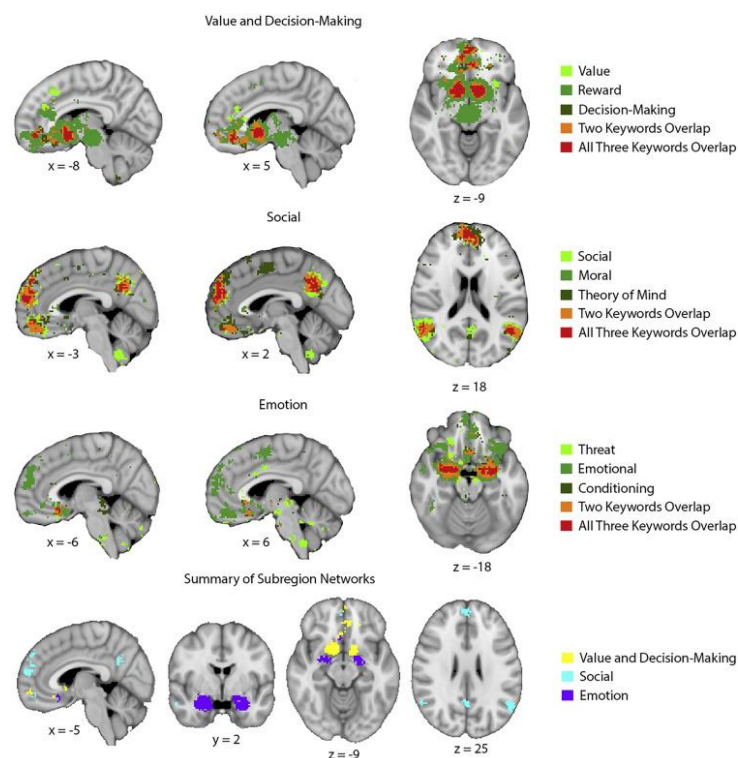 Value and Decision-Making
Value
Reward
Decision-Making
Two Keywords Overlap
All Three Keywords Overlap
x = -8
x = 5
z = -9
Social
Social
Moral
Theory of Mind
Two Keywords Overlap
All Three Keywords Overlap
x = -3
x = 2
z = 18
Emotion
Threat
Emotional
Conditioning
Two Keywords Overlap
All Three Keywords Overlap
x = -6
x = 6
z = -18
Summary of Subregion Networks
Value and Decision-Making
Social
Emotion
x = -5
y = 2
z = -9
z = 25